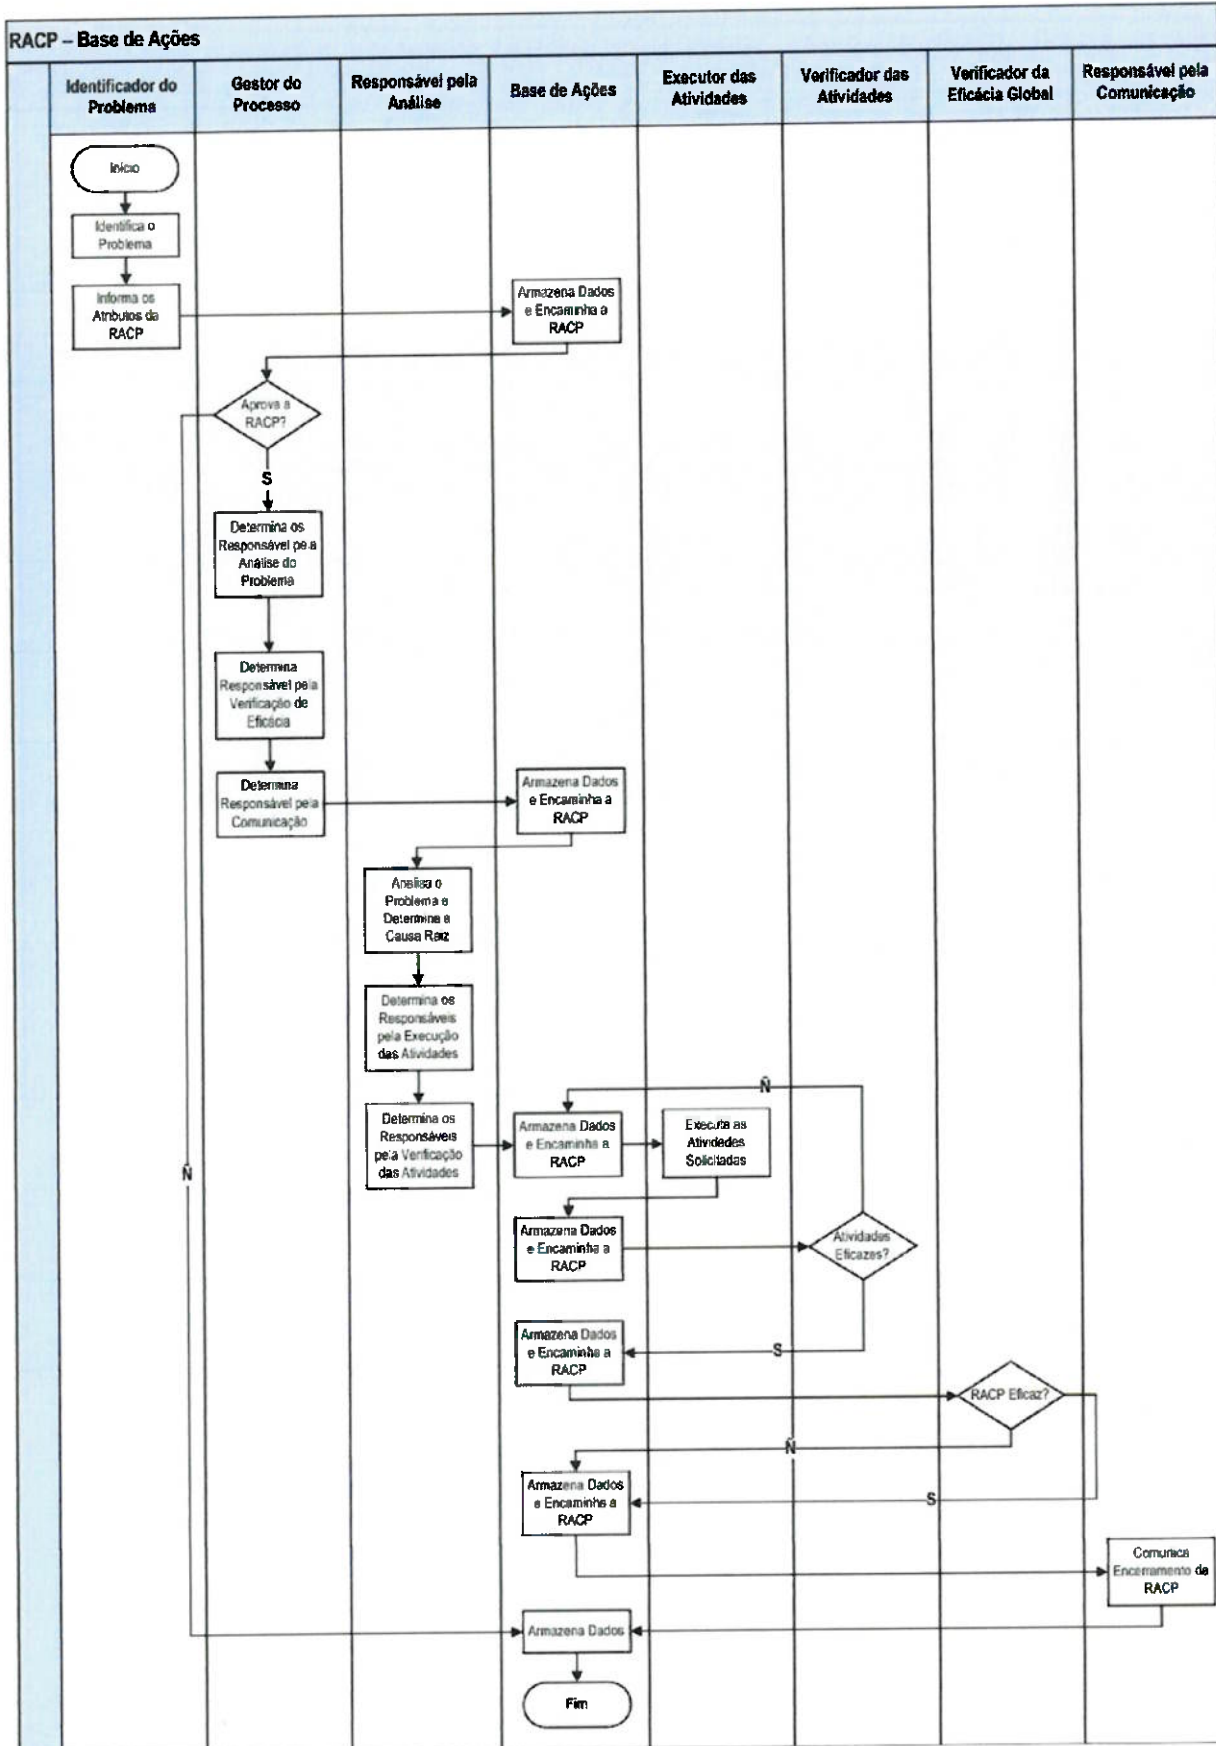 RACP – Base de Ações
Identificador do
Problema
Gestor do
Processo
Responsável pela
Análise
Base de Ações
Executor das
Atividades
Verificador das
Atividades
Verificador da
Eficácia Global
Responsável pela
Comunicação
Início
Identifica o
Problema
Informa os
Atributos da
RACP
Armazena Dados
e Encaminha a
RACP
Aprova a
RACP?
S
Determina os
Responsável pela
Análise do
Problema
Determina
Responsável pela
Verificação de
Eficácia
Determina
Responsável pela
Comunicação
Armazena Dados
e Encaminha a
RACP
Analisa o
Problema e
Determina a
Causa Raiz
Determina os
Responsáveis
pela Execução
das Atividades
Ñ
Determina os
Responsáveis
pela Verificação
das Atividades
Armazena Dados
e Encaminha a
RACP
Executa as
Atividades
Solicitadas
Ñ
Armazena Dados
e Encaminha a
RACP
Atividades
Eficazes?
Armazena Dados
e Encaminha a
RACP
S
RACP Eficaz?
Ñ
Armazena Dados
e Encaminha a
RACP
S
Comunica
Encerramento da
RACP
Armazena Dados
Fim